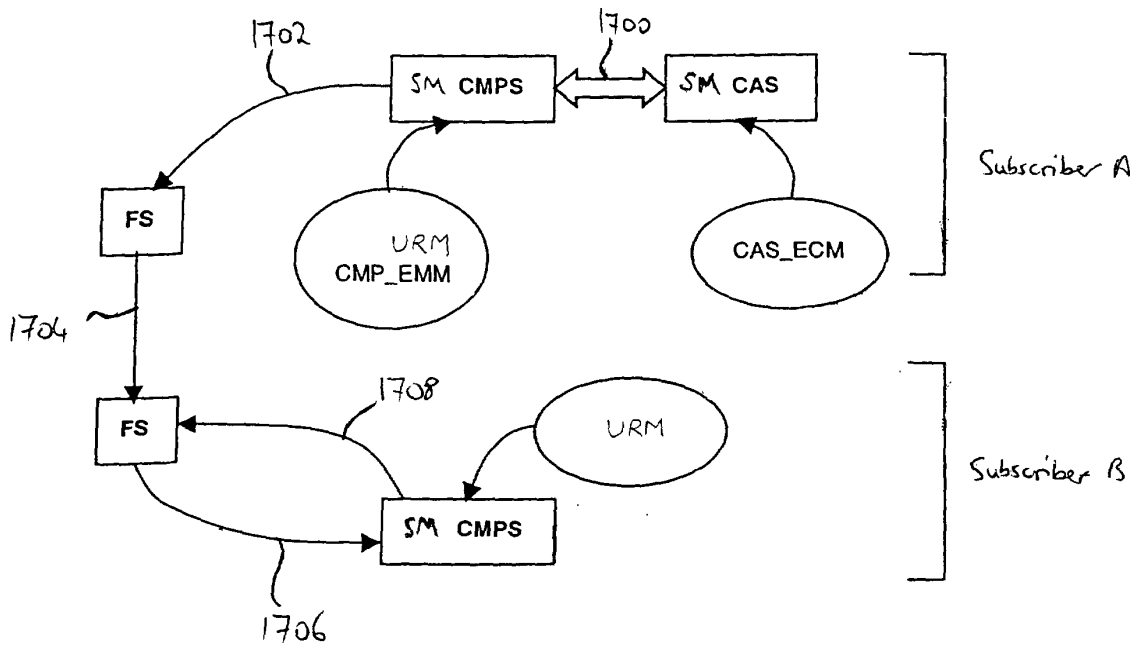 1702
1700
SM CMPS
SM CAS
Subscriber A
FS
URM
CMP_EMM
CAS_ECM
1704
1708
FS
URM
Subscriber B
SM CMPS
1706